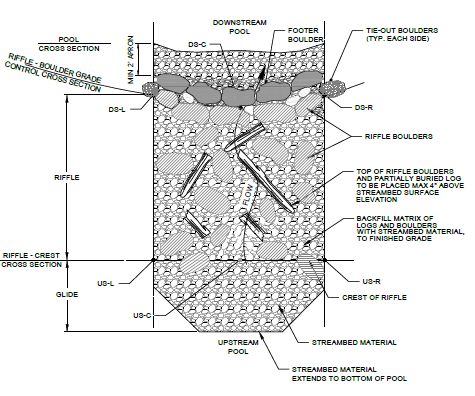 DOWNSTREAM
POOL
POOL
CROSS SECTION
DS-C
FOOTER
BOULDER
TIE-OUT BOULDERS
(TYP. EACH SIDE)
RIFFLE - BOULDER GRADE
CONTROL CROSS SECTION
MIN 2' APRON
DS-L
DS-R
RIFFLE BOULDERS
RIFFLE
TOP OF RIFFLE BOULDERS
AND PARTIALLY BURIED LOG
TO BE PLACED MAX 4" ABOVE
STREAMBED SURFACE
ELEVATION
FLOW
BACKFILL MATRIX OF
LOGS AND BOULDERS
WITH STREAMBED MATERIAL,
TO FINISHED GRADE
RIFFLE - CREST
CROSS SECTION
US-L
US-R
GLIDE
CREST OF RIFFLE
US-C
UPSTREAM
POOL
STREAMBED MATERIAL
STREAMBED MATERIAL
EXTENDS TO BOTTOM OF POOL